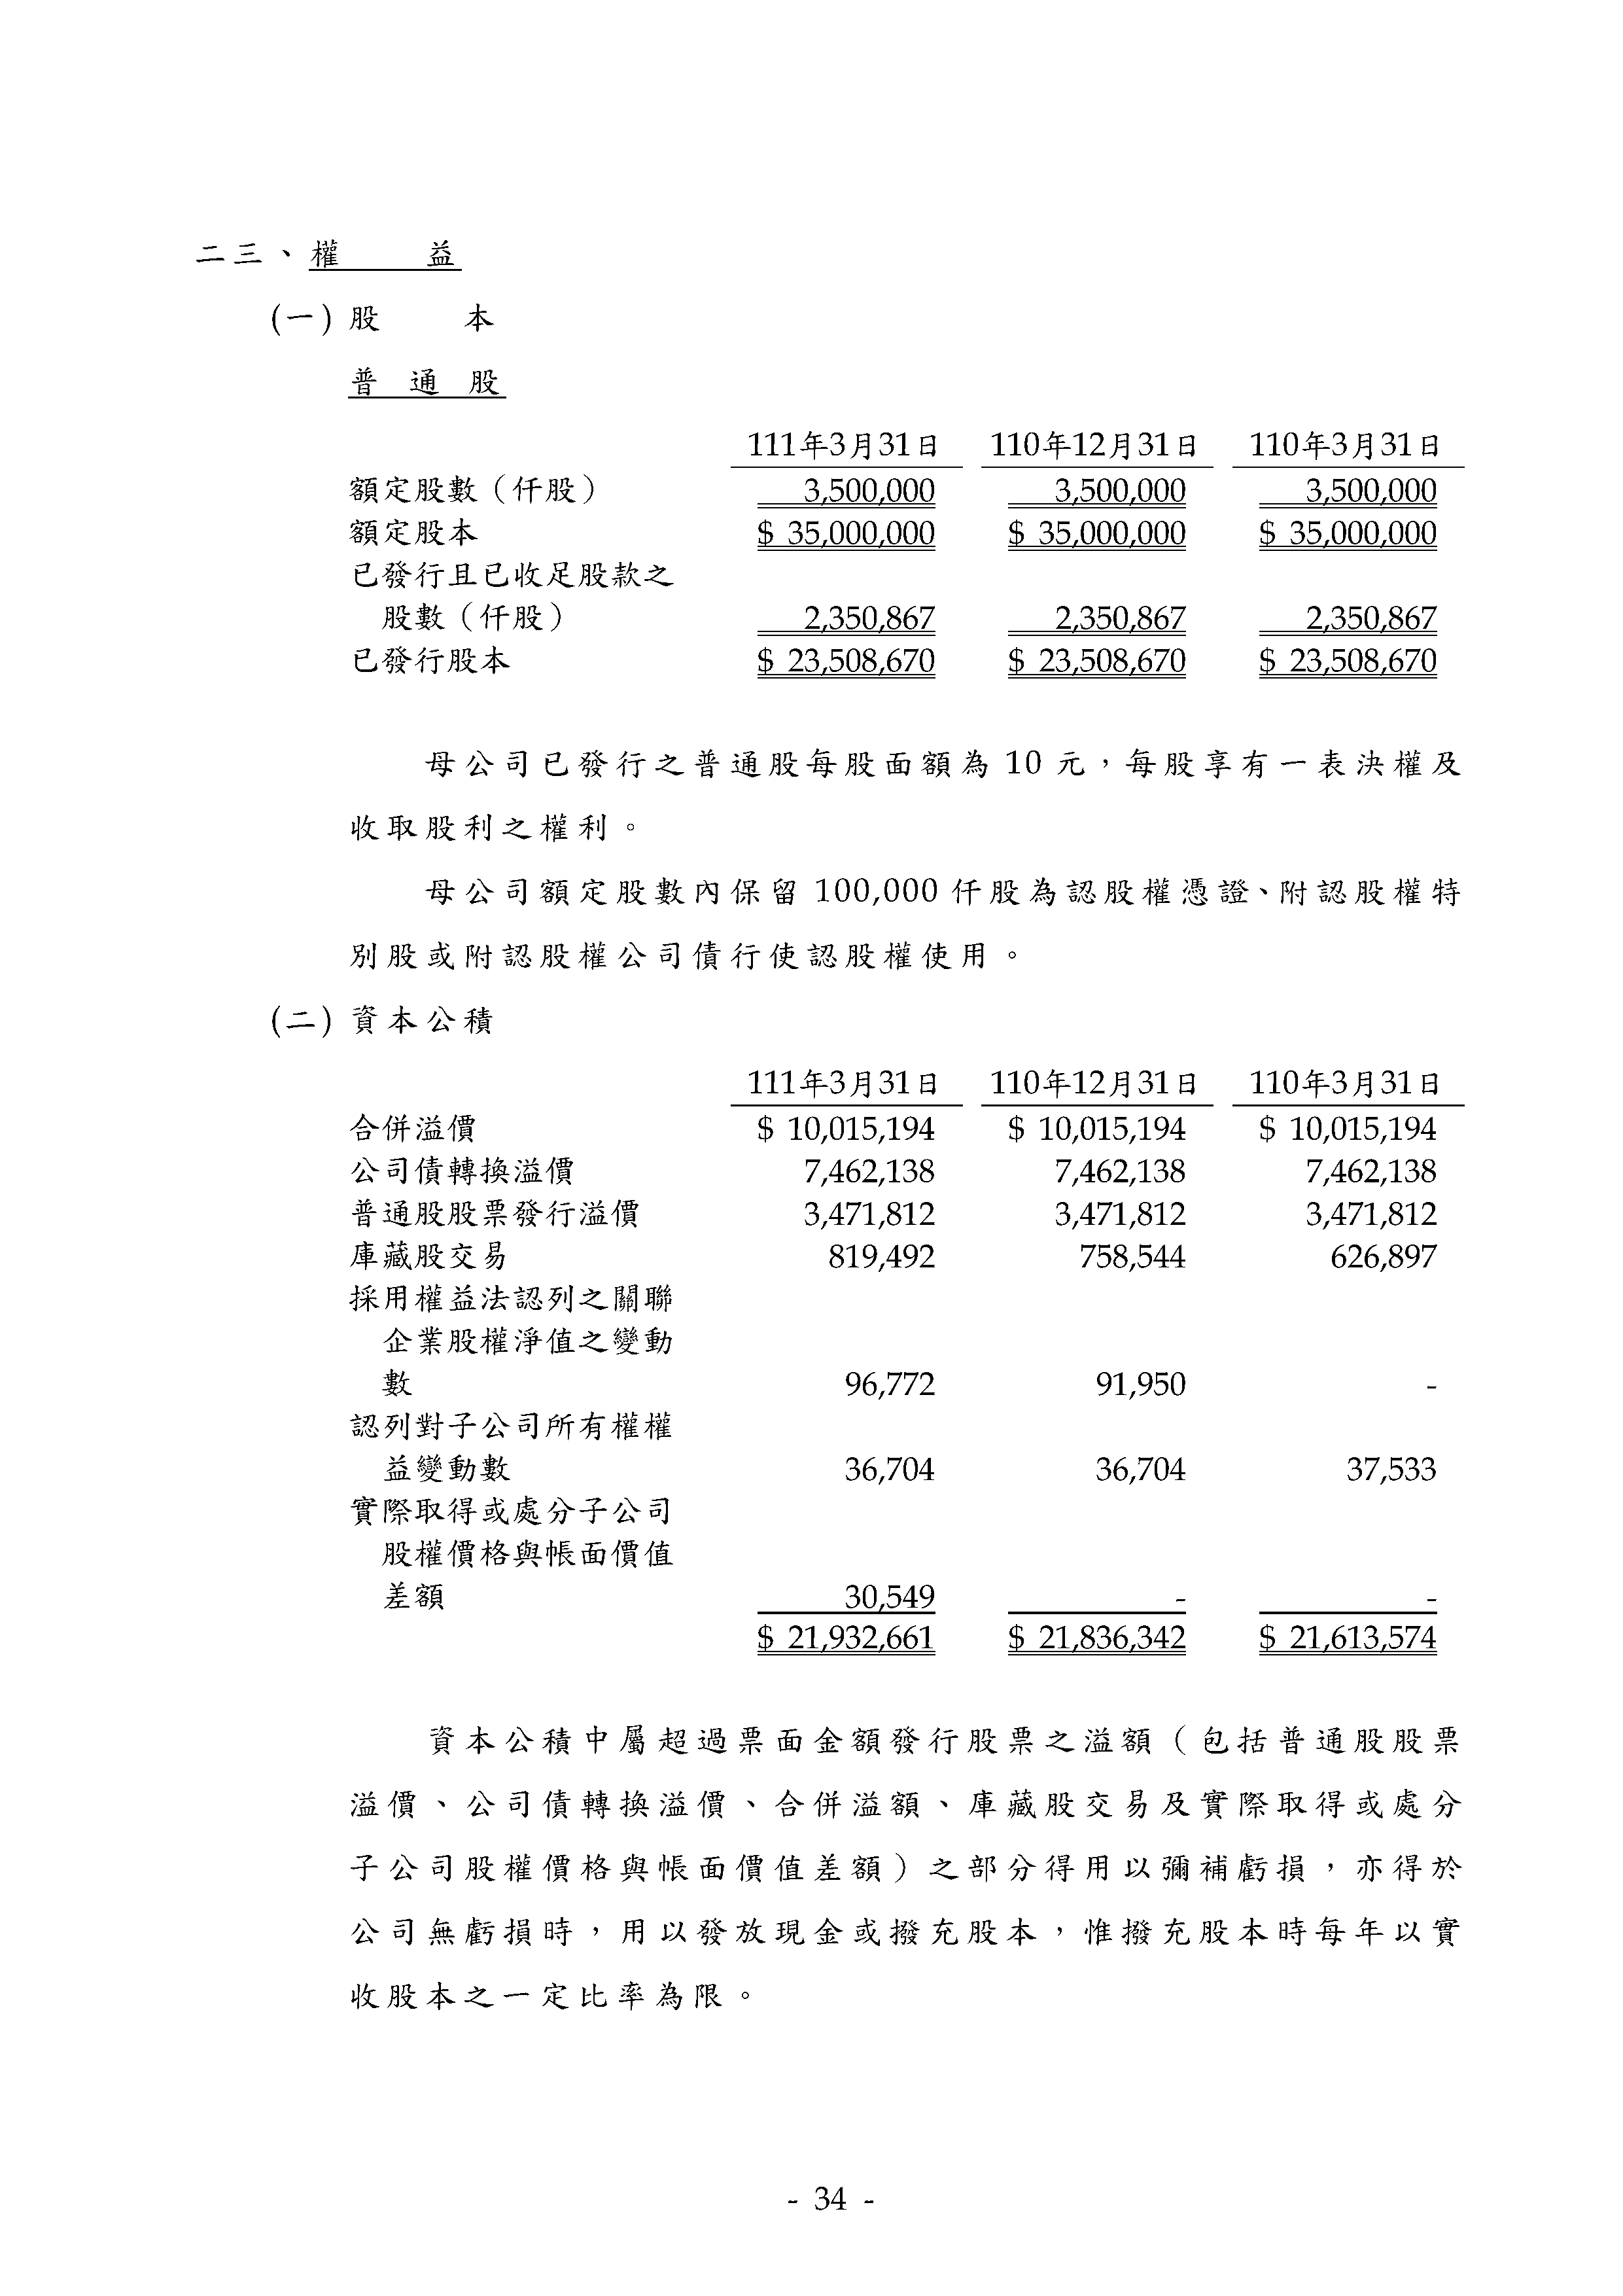 二三、權 益
(一) 股 本
普 通 股
111年3月31日 110年12月31日 110年3月31日
額定股數（仟股） 3,500,000 3,500,000 3,500,000
額定股本 $ 35,000,000 $ 35,000,000 $ 35,000,000
已發行且已收足股款之
股數（仟股） 2,350,867 2,350,867 2,350,867
已發行股本 $ 23,508,670 $ 23,508,670 $ 23,508,670
母公司已發行之普通股每股面額為 10 元，每股享有一表決權及
收取股利之權利。
母公司額定股數內保留 100,000 仟股為認股權憑證、附認股權特
別股或附認股權公司債行使認股權使用。
(二) 資本公積
111年3月31日 110年12月31日 110年3月31日
合併溢價 $ 10,015,194 $ 10,015,194 $ 10,015,194
公司債轉換溢價 7,462,138 7,462,138 7,462,138
普通股股票發行溢價 3,471,812 3,471,812 3,471,812
庫藏股交易 819,492 758,544 626,897
採用權益法認列之關聯
企業股權淨值之變動
數 96,772 91,950 -
認列對子公司所有權權
益變動數 36,704 36,704 37,533
實際取得或處分子公司
股權價格與帳面價值
差額 30,549 - -
$ 21,932,661 $ 21,836,342 $ 21,613,574
資本公積中屬超過票面金額發行股票之溢額（包括普通股股票
溢價、公司債轉換溢價、合併溢額、庫藏股交易及實際取得或處分
子公司股權價格與帳面價值差額）之部分得用以彌補虧損，亦得於
公司無虧損時，用以發放現金或撥充股本，惟撥充股本時每年以實
收股本之一定比率為限。
- 34 -